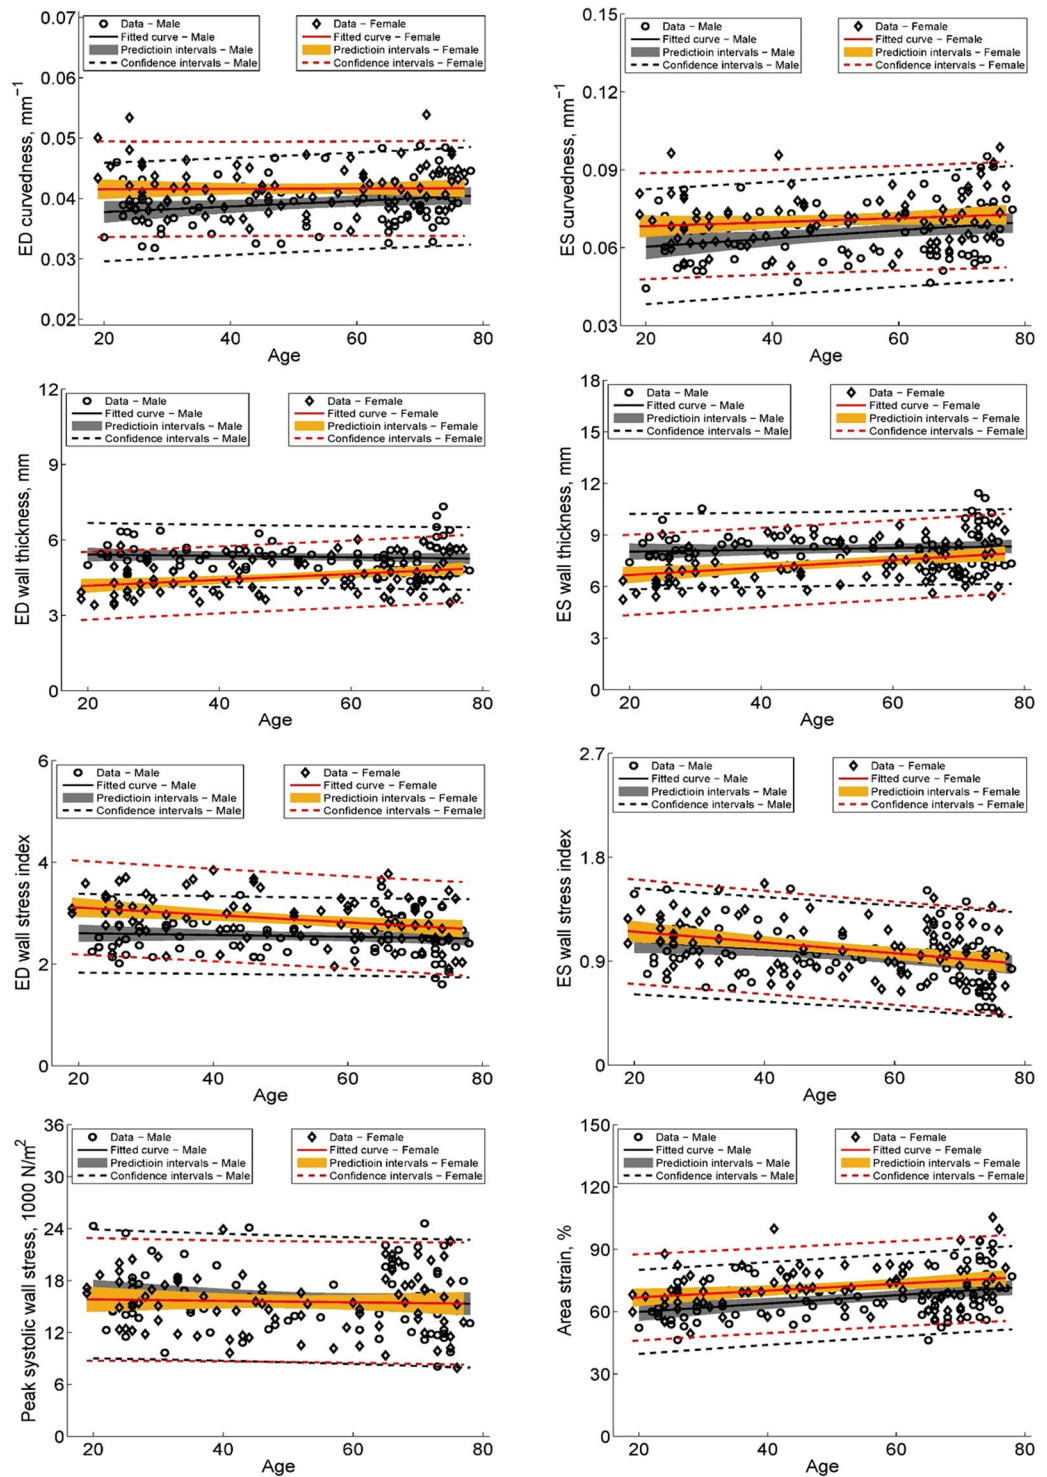 ED curvedness, mm−1
0.07
0.06
0.05
0.04
0.03
0.02
20 40 60 80
Age
Data – Male
Fitted curve – Male
Predictioin intervals – Male
Confidence intervals – Male
Data – Female
Fitted curve – Female
Predictioin intervals – Female
Confidence intervals – Female
ES curvedness, mm−1
0.15
0.12
0.09
0.06
0.03
20 40 60 80
Age
Data – Male
Fitted curve – Male
Predictioin intervals – Male
Confidence intervals – Male
Data – Female
Fitted curve – Female
Predictioin intervals – Female
Confidence intervals – Female
ED wall thickness, mm
12
9
6
3
0
20 40 60 80
Age
Data – Male
Fitted curve – Male
Predictioin intervals – Male
Confidence intervals – Male
Data – Female
Fitted curve – Female
Predictioin intervals – Female
Confidence intervals – Female
ES wall thickness, mm
18
15
12
9
6
3
0
20 40 60 80
Age
Data – Male
Fitted curve – Male
Predictioin intervals – Male
Confidence intervals – Male
Data – Female
Fitted curve – Female
Predictioin intervals – Female
Confidence intervals – Female
ED wall stress index
6
4
2
0
20 40 60 80
Age
Data – Male
Fitted curve – Male
Predictioin intervals – Male
Confidence intervals – Male
Data – Female
Fitted curve – Female
Predictioin intervals – Female
Confidence intervals – Female
ES wall stress index
2.7
1.8
0.9
0
20 40 60 80
Age
Data – Male
Fitted curve – Male
Predictioin intervals – Male
Confidence intervals – Male
Data – Female
Fitted curve – Female
Predictioin intervals – Female
Confidence intervals – Female
Peak systolic wall stress, 1000 N/m²
36
30
24
18
12
6
0
20 40 60 80
Age
Data – Male
Fitted curve – Male
Predictioin intervals – Male
Confidence intervals – Male
Data – Female
Fitted curve – Female
Predictioin intervals – Female
Confidence intervals – Female
Area strain, %
150
120
90
60
30
0
20 40 60 80
Age
Data – Male
Fitted curve – Male
Predictioin intervals – Male
Confidence intervals – Male
Data – Female
Fitted curve – Female
Predictioin intervals – Female
Confidence intervals – Female